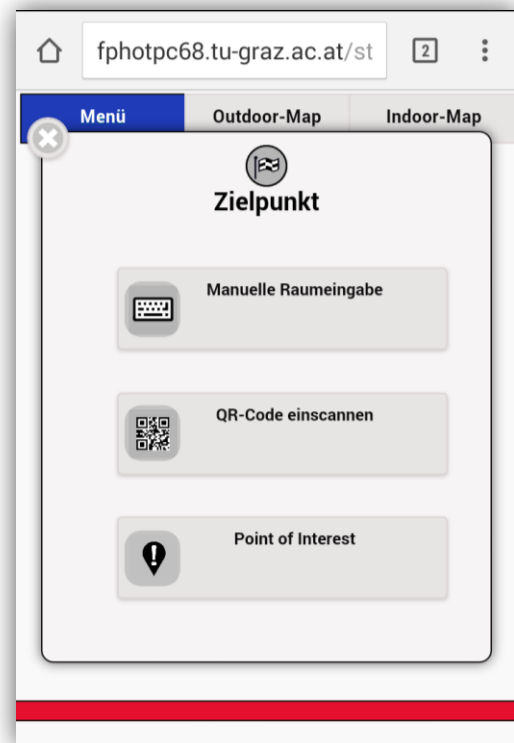 fphotpc68.tu-graz.ac.at/st
2
Menü
Outdoor-Map
Indoor-Map
Zielpunkt
Manuelle Raumeingabe
QR-Code einscannen
Point of Interest